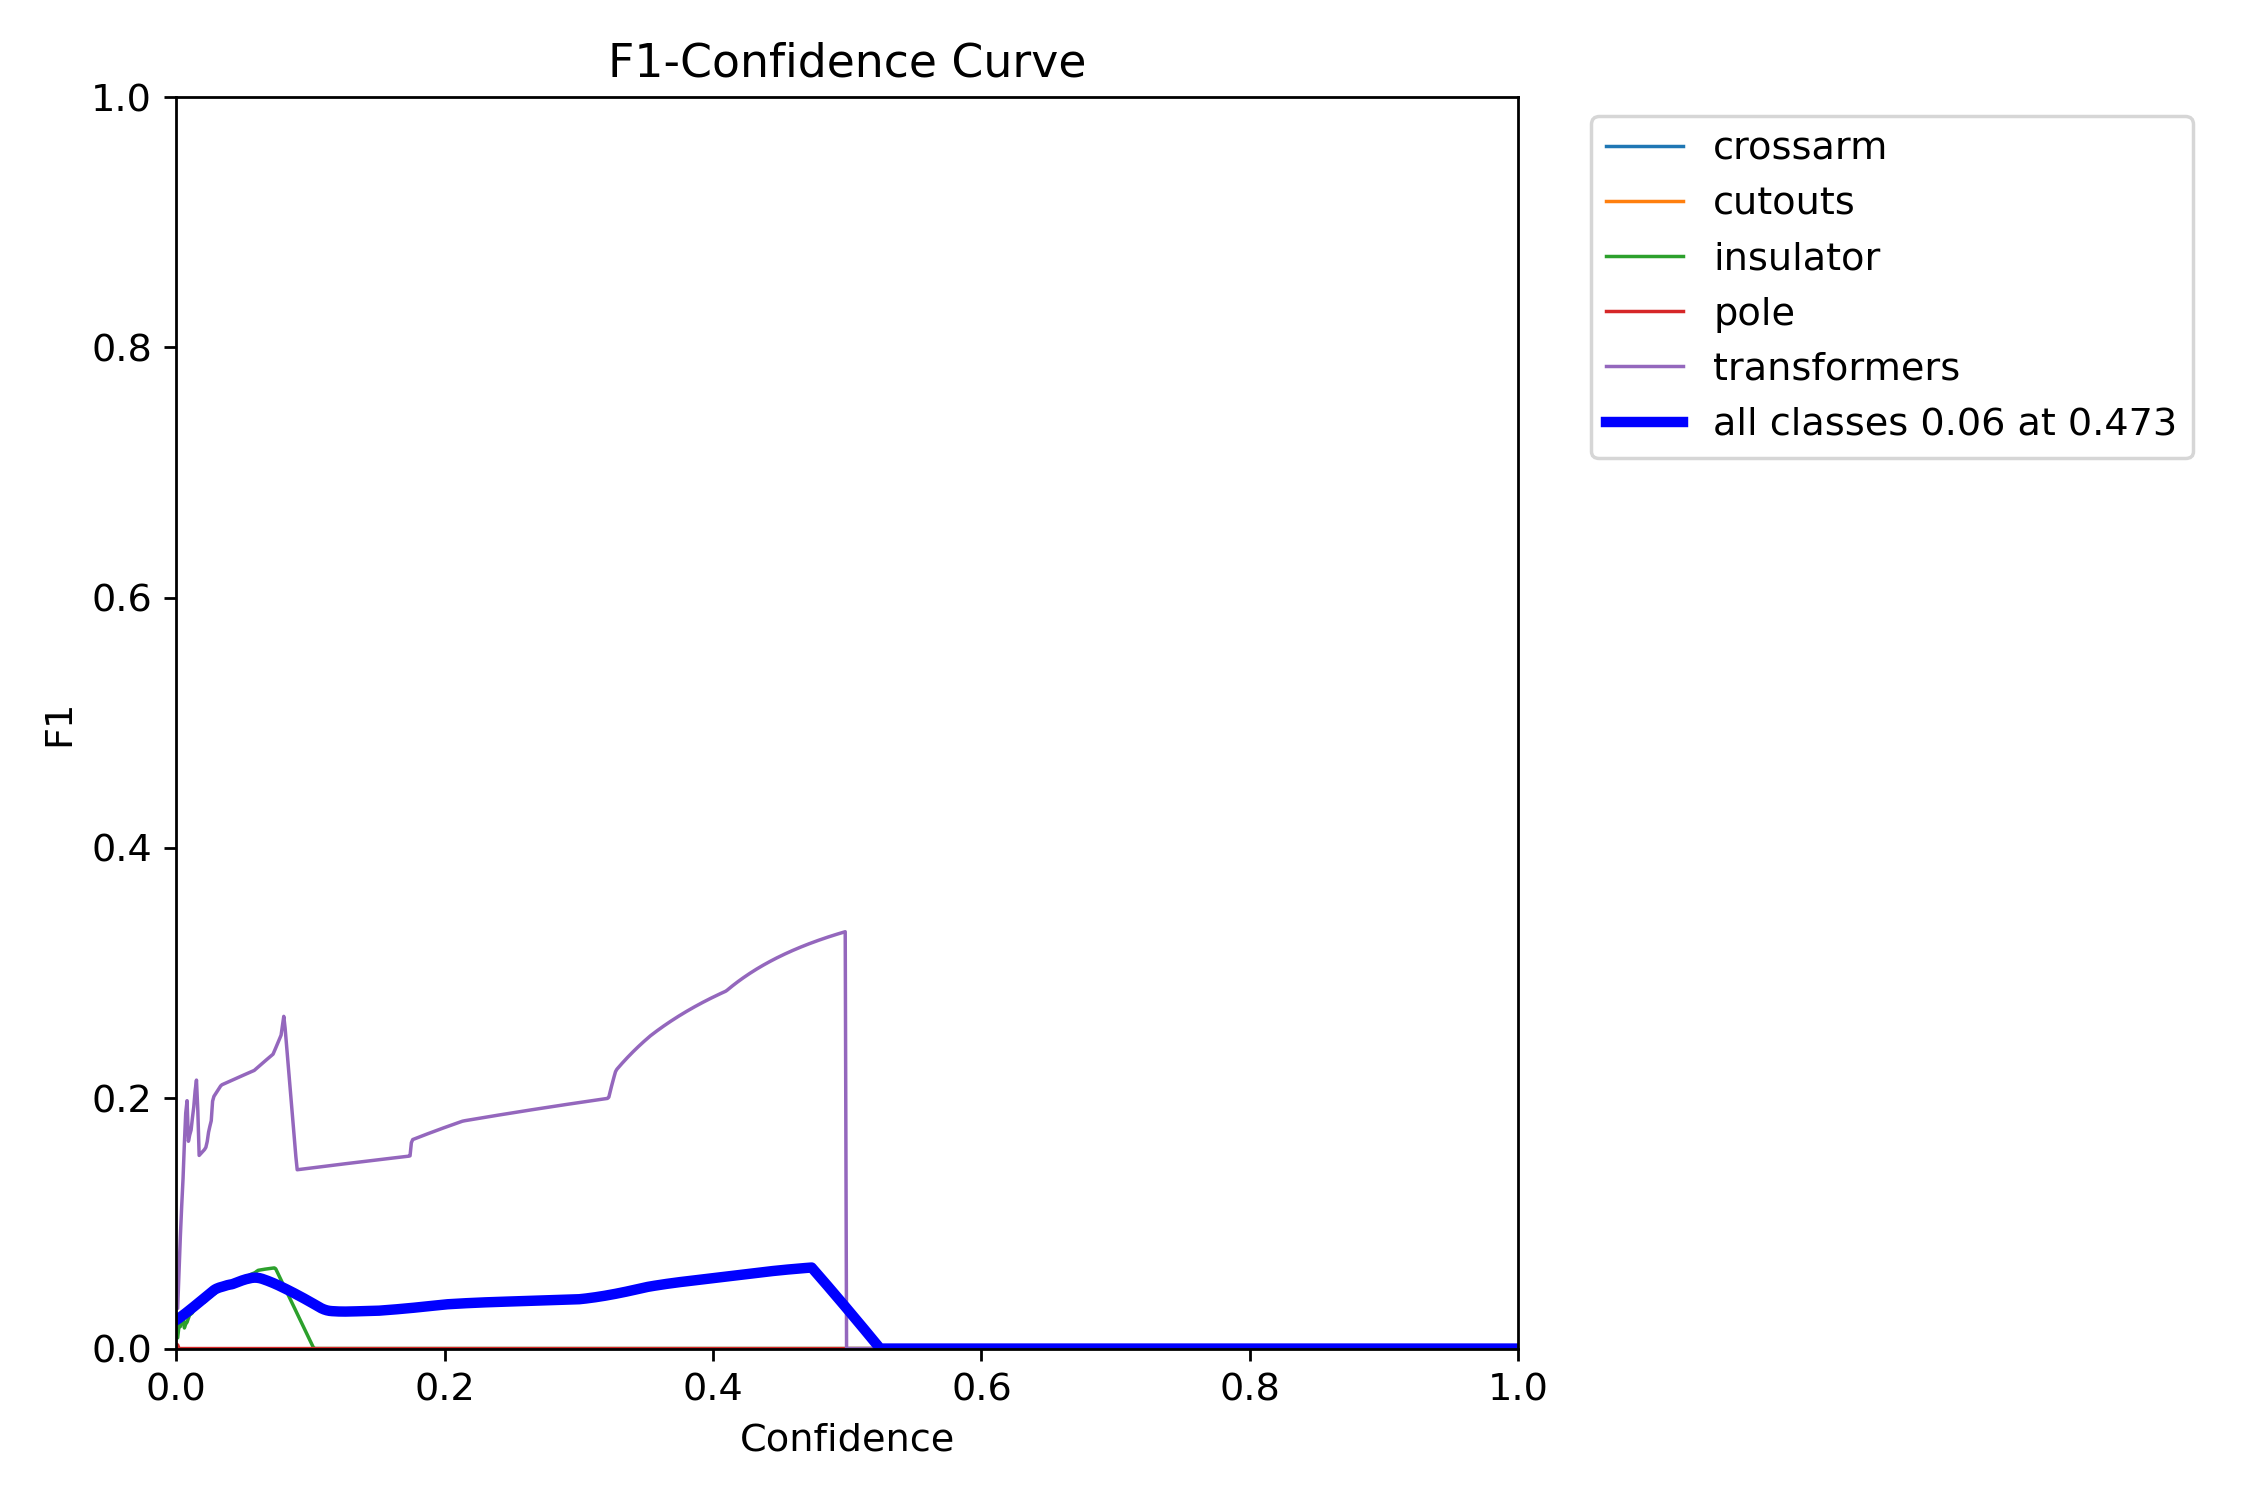 F1-Confidence Curve
1.0
0.8
0.6
0.4
0.2
0.0
F1
0.0 0.2 0.4 0.6 0.8 1.0
Confidence
crossarm
cutouts
insulator
pole
transformers
all classes 0.06 at 0.473